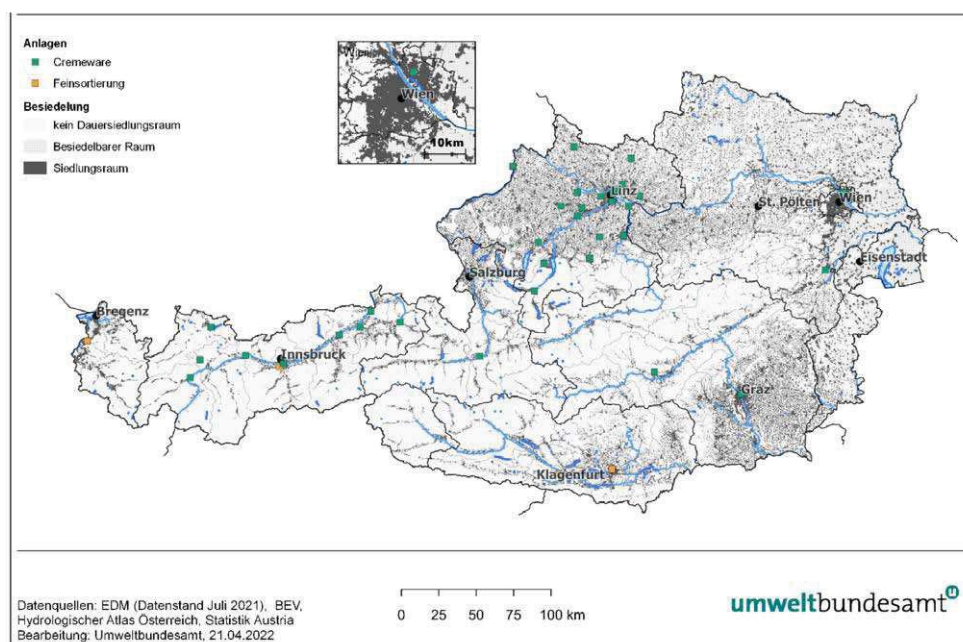 Anlagen
Cremeware
Feinsortierung
Besiedelung
kein Dauersiedlungsraum
Besiedelbarer Raum
Siedlungsraum
Wien
10km
Linz
St. Pölten
Wien
Eisenstadt
Salzburg
Bregenz
Innsbruck
Graz
Klagenfurt
0 25 50 100 km
Datenquellen: EDM (Datenstand Juli 2021), BEV,
Hydrologischer Atlas Österreich, Statistik Austria
Bearbeitung: Umweltbundesamt, 21.04.2022
umweltbundesamt